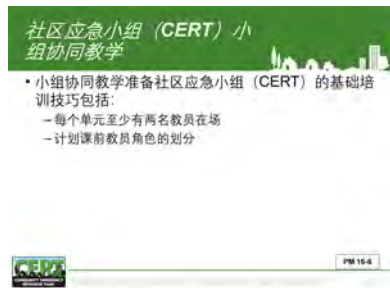 社区应急小组（CERT）小
组协同教学
• 小组协同教学准备社区应急小组（CERT）的基础培
训技巧包括：
–每个单元至少有两名教员在场
–计划课前教员角色的划分
CERT
PM 16-6